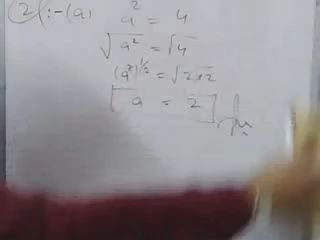 (2) :- (a) a² = 4
√a² = √4
(a²)^1/2 = √2×2
a = 2